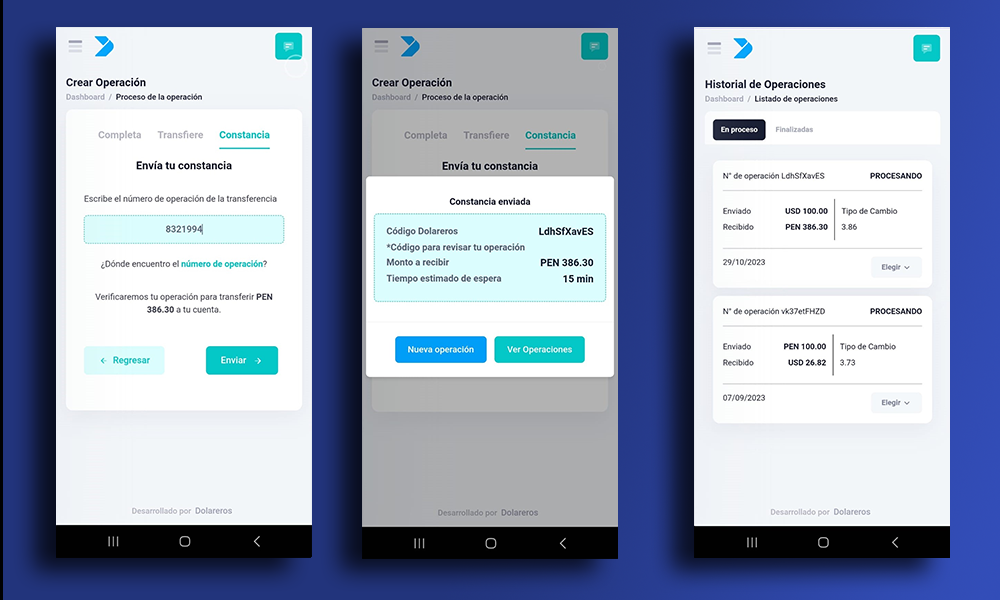 Crear Operación
Dashboard / Proceso de la operación
Completa Transfiere Constancia
Envía tu constancia
Escribe el número de operación de la transferencia
8321994
¿Dónde encuentro el número de operación?
Verificaremos tu operación para transferir PEN
386.30 a tu cuenta.
← Regresar
Enviar →
Desarrollado por Dolareros
Crear Operación
Dashboard / Proceso de la operación
Completa Transfiere Constancia
Envía tu constancia
Constancia enviada
Código Dolareros LdhSfXavES
*Código para revisar tu operación
Monto a recibir PEN 386.30
Tiempo estimado de espera 15 min
Nueva operación
Ver Operaciones
Desarrollado por Dolareros
Historial de Operaciones
Dashboard / Listado de operaciones
En proceso Finalizadas
N° de operación LdhSfXavES PROCESANDO
Enviado USD 100.00 Tipo de Cambio
Recibido PEN 386.30 3.86
29/10/2023 Elegir
N° de operación vk37etFHZD PROCESANDO
Enviado PEN 100.00 Tipo de Cambio
Recibido USD 26.82 3.73
07/09/2023 Elegir
Desarrollado por Dolareros